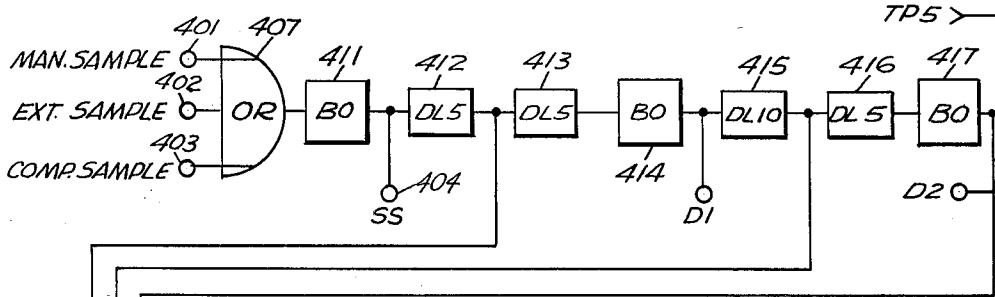 TP5
401
407
MAN. SAMPLE
402
EXT. SAMPLE
403
COMP. SAMPLE
OR
411
BO
412
DL5
413
DL5
BO
414
415
DL10
416
DL5
417
BO
404
SS
D1
D2